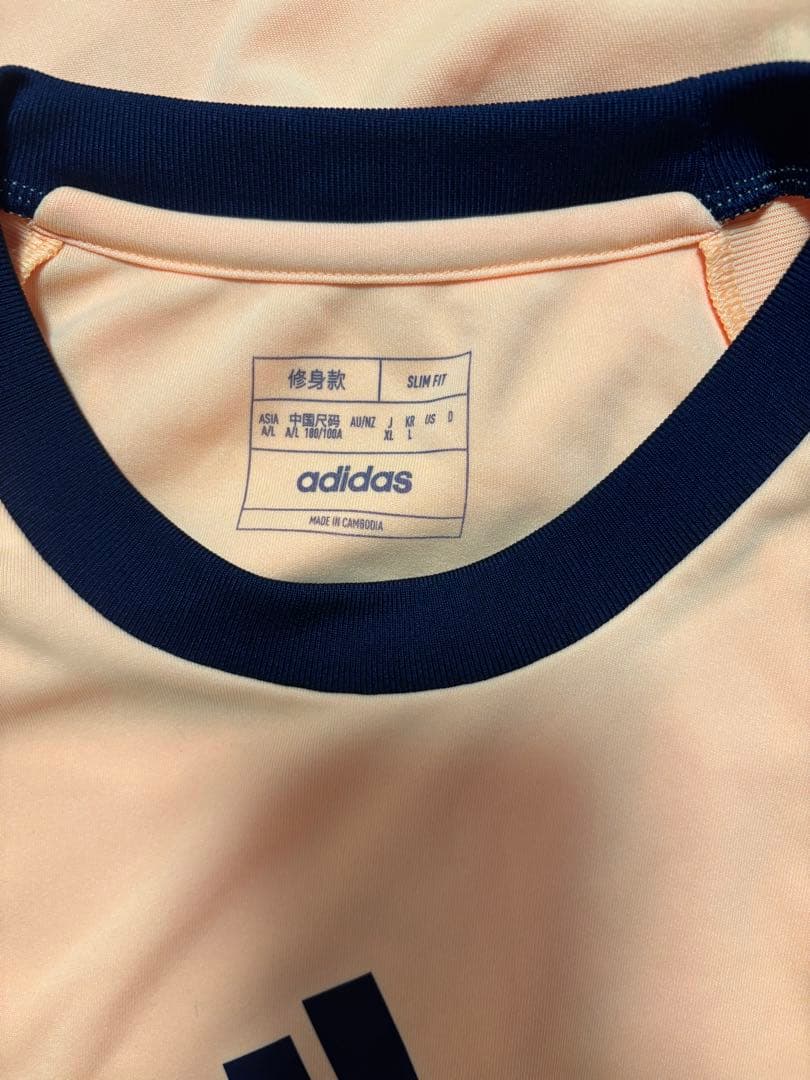 修身款 SLIM FIT
ASIA 中国尺码 AU/NZ J KR US D
A/L A/L 180/100A XL L
adidas
MADE IN CAMBODIA